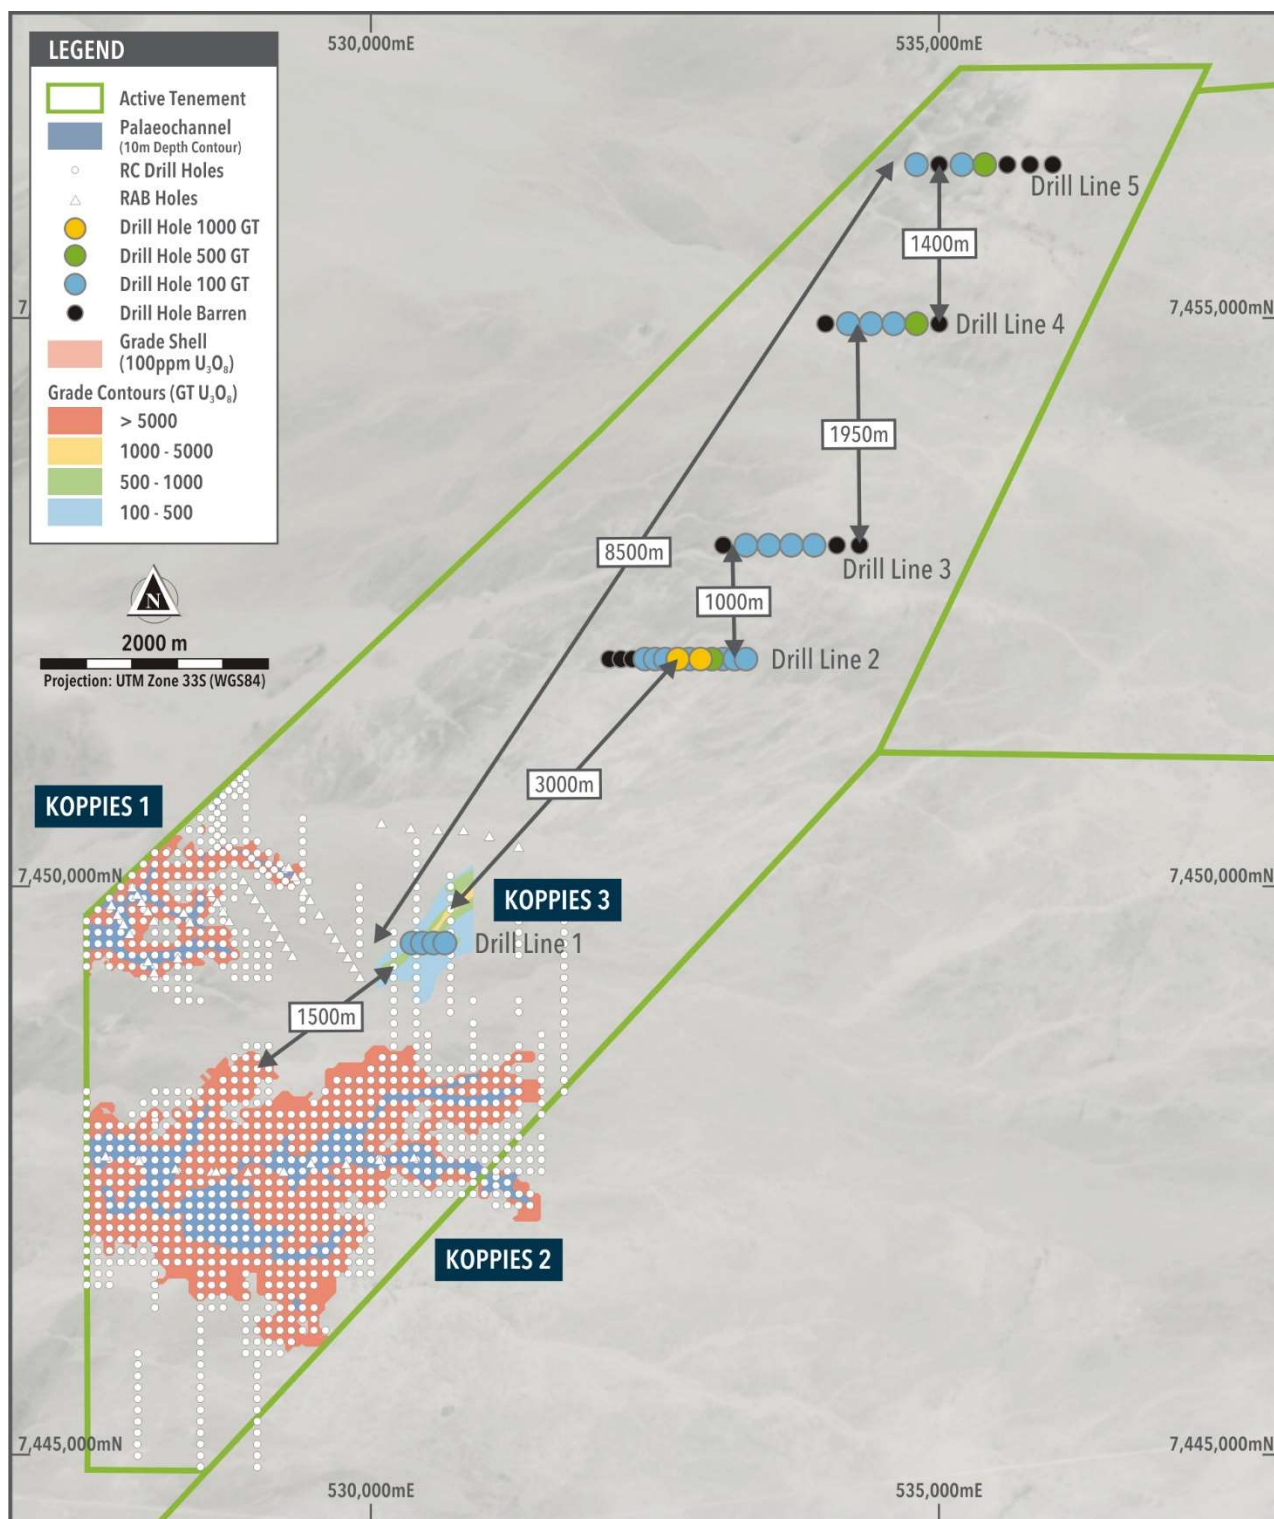 530,000mE
535,000mE
LEGEND
Active Tenement
Palaeochannel
(10m Depth Contour)
RC Drill Holes
RAB Holes
Drill Hole 1000 GT
Drill Hole 500 GT
Drill Hole 100 GT
Drill Hole Barren
Grade Shell
(100ppm U₃O₈)
Grade Contours (GT U₃O₈)
> 5000
1000 - 5000
500 - 1000
100 - 500
N
2000 m
Projection: UTM Zone 33S (WGS84)
Drill Line 5
1400m
7
7,455,000mN
Drill Line 4
1950m
8500m
Drill Line 3
1000m
Drill Line 2
3000m
KOPPIES 1
7,450,000mN
7,450,000mN
KOPPIES 3
Drill Line 1
1500m
KOPPIES 2
7,445,000mN
7,445,000mN
530,000mE
535,000mE